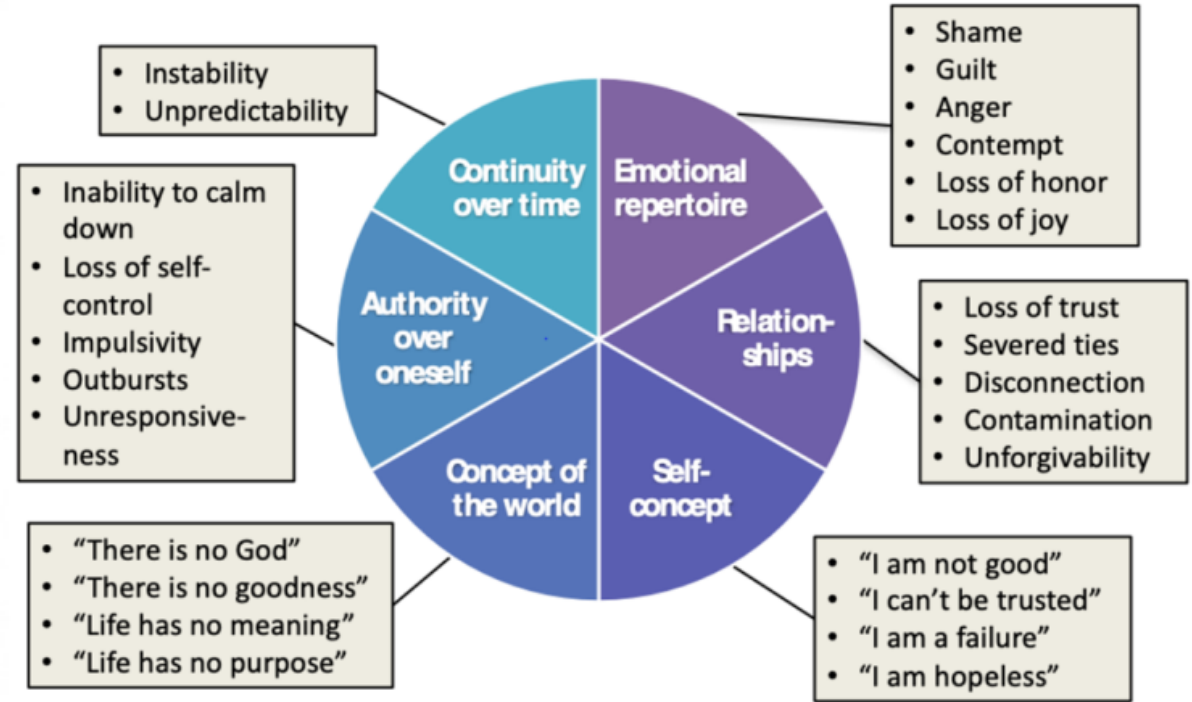 • Instability
• Unpredictability
Continuity
over time
Emotional
repertoire
• Shame
• Guilt
• Anger
• Contempt
• Loss of honor
• Loss of joy
• Inability to calm
down
• Loss of self-
control
• Impulsivity
• Outbursts
• Unresponsive-
ness
Authority
over
oneself
Relation-
ships
• Loss of trust
• Severed ties
• Disconnection
• Contamination
• Unforgivability
Concept of
the world
Self-
concept
• “There is no God”
• “There is no goodness”
• “Life has no meaning”
• “Life has no purpose”
• “I am not good”
• “I can’t be trusted”
• “I am a failure”
• “I am hopeless”